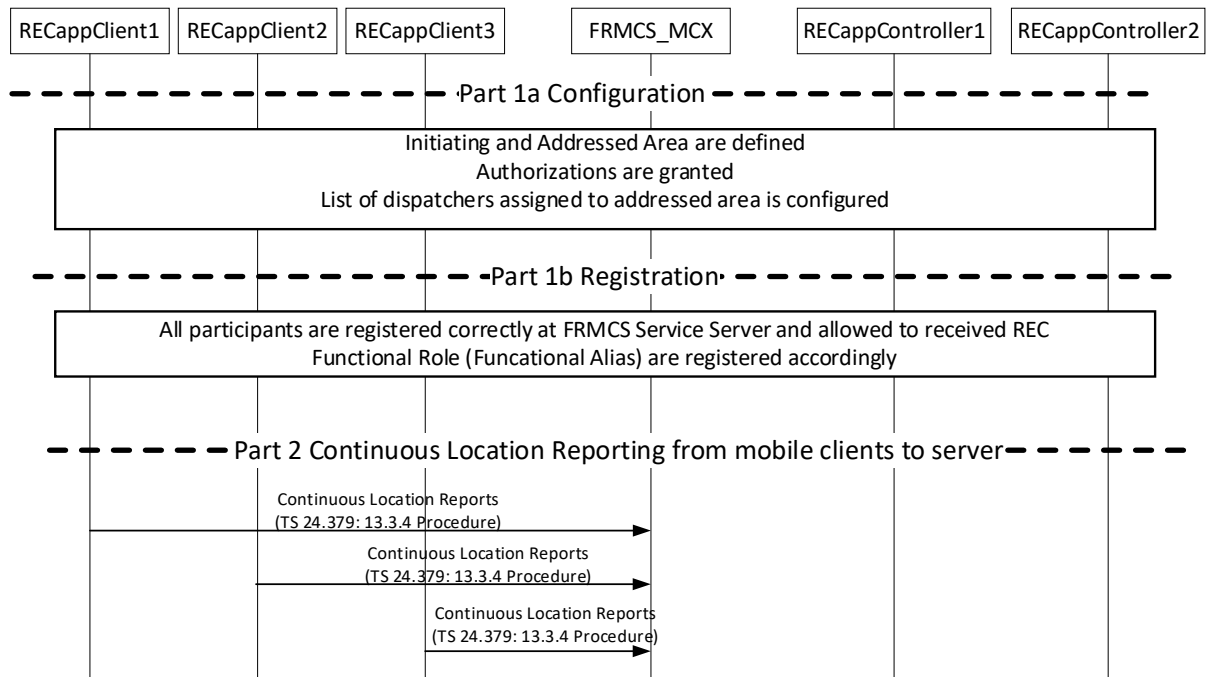 RECappClient1 RECappClient2 RECappClient3 FRMCS_MCX RECappController1 RECappController2
Part 1a Configuration
Initiating and Addressed Area are defined
Authorizations are granted
List of dispatchers assigned to addressed area is configured
Part 1b Registration
All participants are registered correctly at FRMCS Service Server and allowed to received REC
Functional Role (Funcational Alias) are registered accordingly
Part 2 Continuous Location Reporting from mobile clients to server
Continuous Location Reports
(TS 24.379: 13.3.4 Procedure)
Continuous Location Reports
(TS 24.379: 13.3.4 Procedure)
Continuous Location Reports
(TS 24.379: 13.3.4 Procedure)